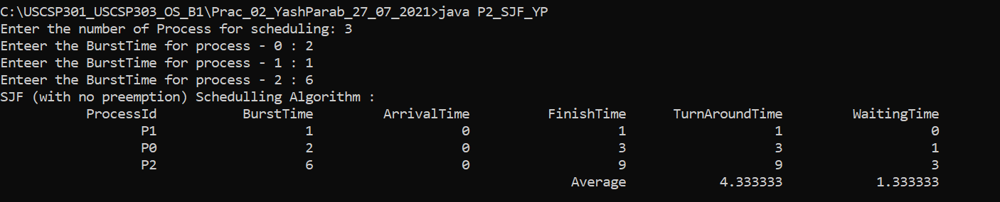 C:\USCSP301_USCSP303_OS_B1\Prac_02_YashParab_27_07_2021>java P2_SJF_YP
Enter the number of Process for scheduling: 3
Enteer the BurstTime for process - 0 : 2
Enteer the BurstTime for process - 1 : 1
Enteer the BurstTime for process - 2 : 6
SJF (with no preemption) Schedulling Algorithm :
ProcessId BurstTime ArrivalTime FinishTime TurnAroundTime WaitingTime
P1 1 0 1 1 0
P0 2 0 3 3 1
P2 6 0 9 9 3
Average 4.333333 1.333333